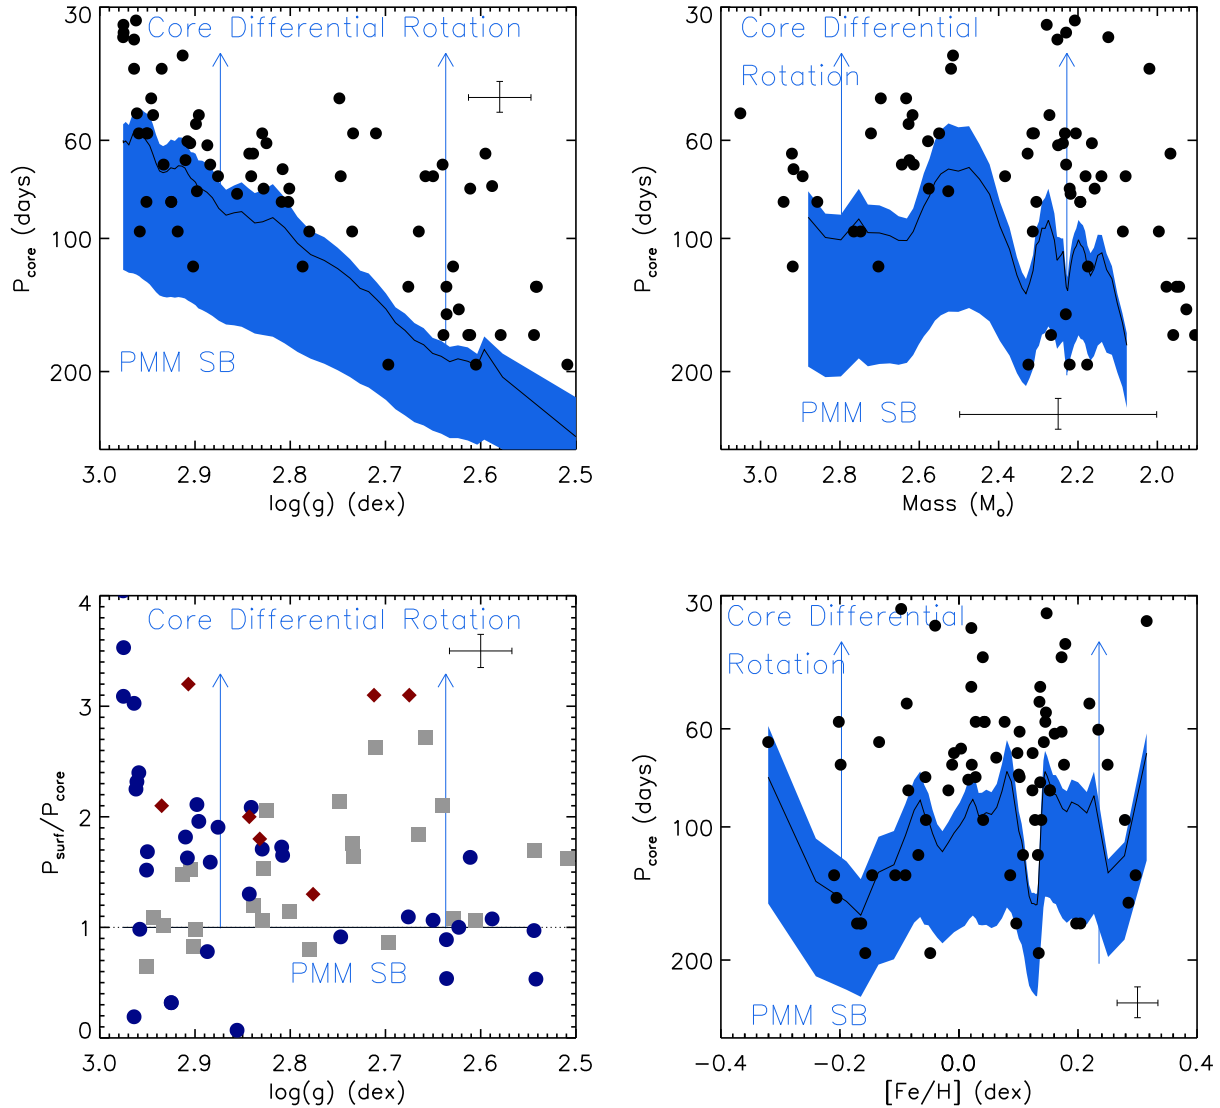 Core Differential Rotation
30
60
100
200
P_core (days)
PMM SB
3.0 2.9 2.8 2.7 2.6 2.5
log(g) (dex)
Core Differential
Rotation
30
60
100
200
P_core (days)
PMM SB
3.0 2.8 2.6 2.4 2.2 2.0
Mass (M_o)
Core Differential Rotation
4
3
2
1
0
P_surf/P_core
PMM SB
3.0 2.9 2.8 2.7 2.6 2.5
log(g) (dex)
Core Differential
Rotation
30
60
100
200
P_core (days)
PMM SB
−0.4 −0.2 0.0 0.2 0.4
[Fe/H] (dex)